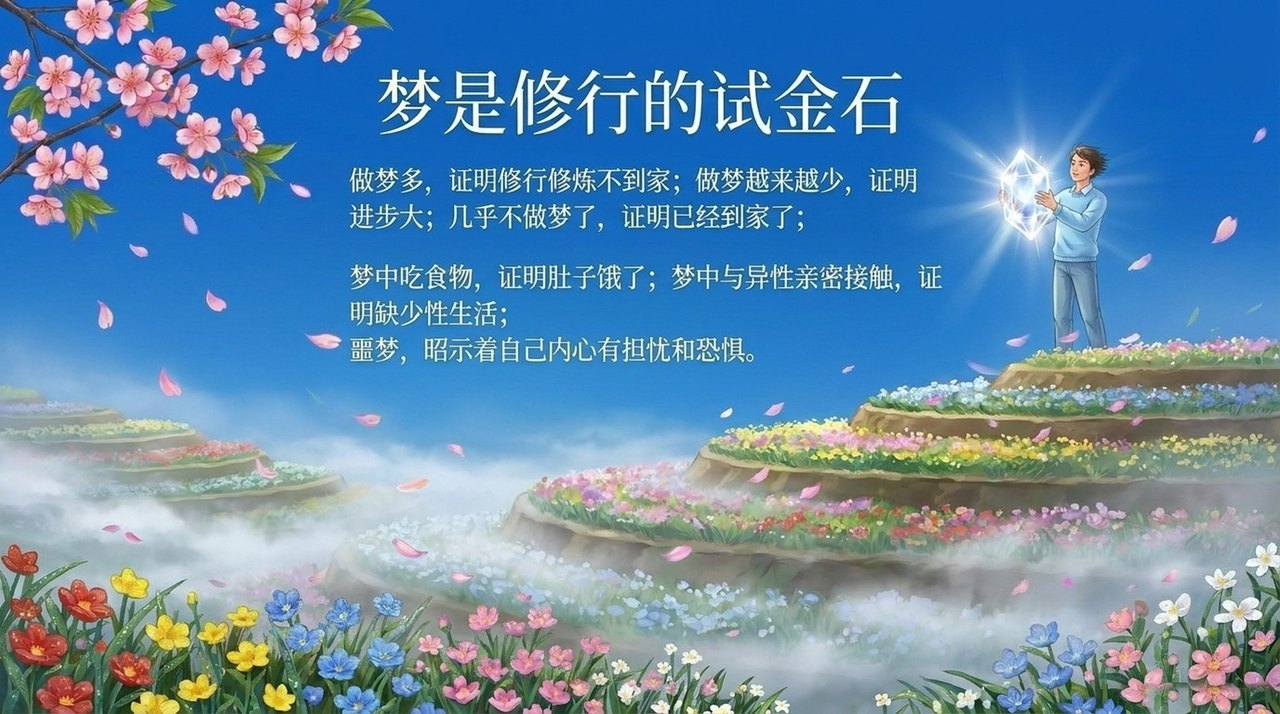 梦是修行的试金石
做梦多，证明修行修炼不到家；做梦越来越少，证明
进步大；几乎不做梦了，证明已经到家了；
梦中吃食物，证明肚子饿了；梦中与异性亲密接触，证
明缺少性生活；
噩梦，昭示着自己内心有担忧和恐惧。